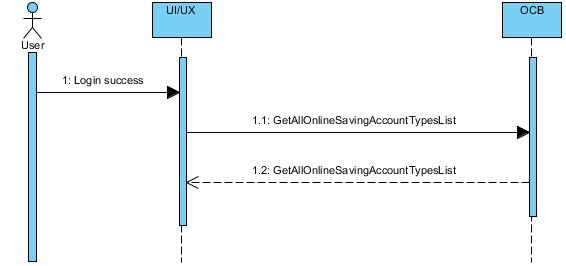 UI/UX
OCB
User
1: Login success
1.1: GetAllOnlineSavingAccountTypesList
1.2: GetAllOnlineSavingAccountTypesList